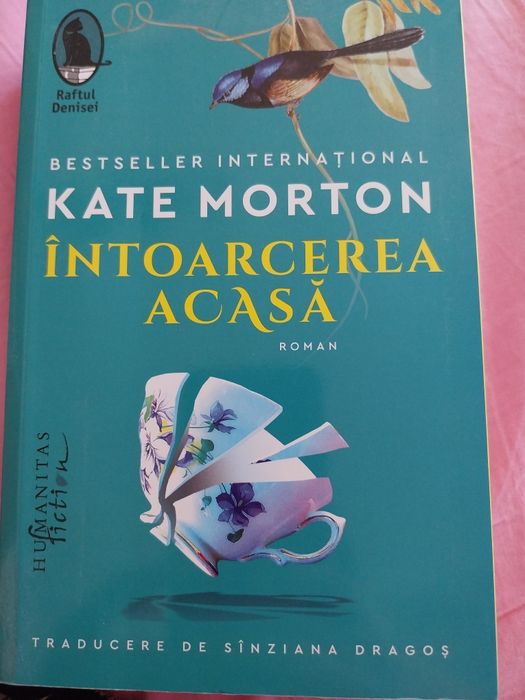 Raftul
Denisei
BESTSELLER INTERNAȚIONAL
KATE MORTON
ÎNTOARCEREA
ACASĂ
ROMAN
HUMANITAS
fiction
TRADUCERE DE SÎNZIANA DRAGOȘ